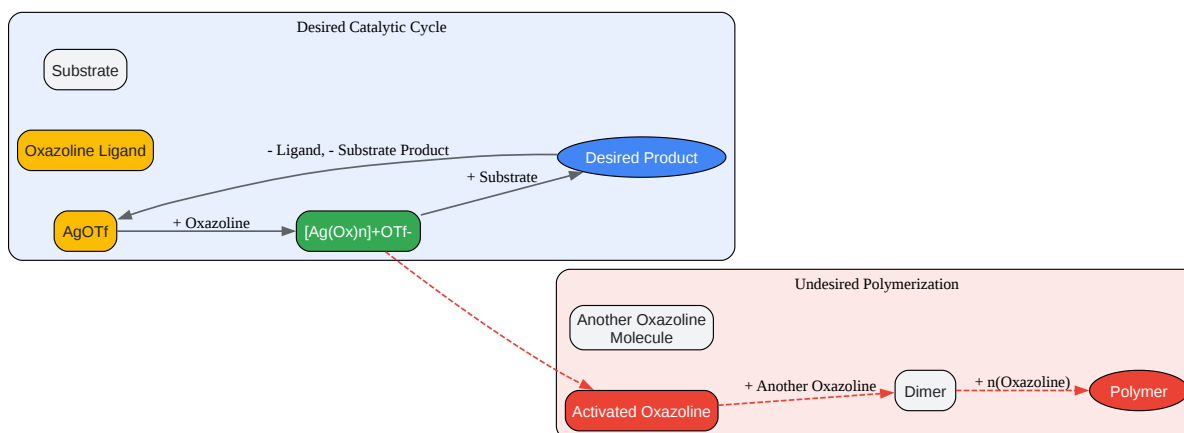 Desired Catalytic Cycle
Substrate
Oxazoline Ligand
- Ligand, - Substrate Product
Desired Product
+ Substrate
AgOTf
+ Oxazoline
[Ag(Ox)n]+OTf-
Undesired Polymerization
Another Oxazoline
Molecule
Activated Oxazoline
+ Another Oxazoline
Dimer
+ n(Oxazoline)
Polymer